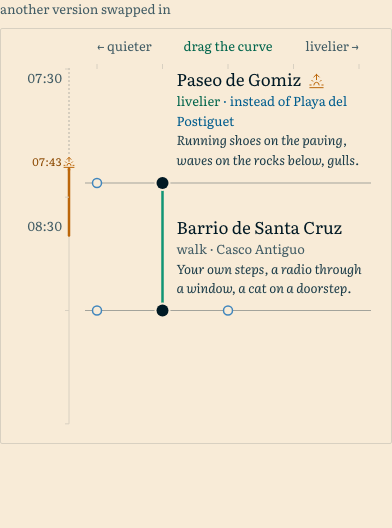 another version swapped in
← quieter drag the curve livelier →
07:30
Paseo de Gomiz
livelier · instead of Playa del
Postiguet
Running shoes on the paving,
waves on the rocks below, gulls.
07:43
08:30
Barrio de Santa Cruz
walk · Casco Antiguo
Your own steps, a radio through
a window, a cat on a doorstep.